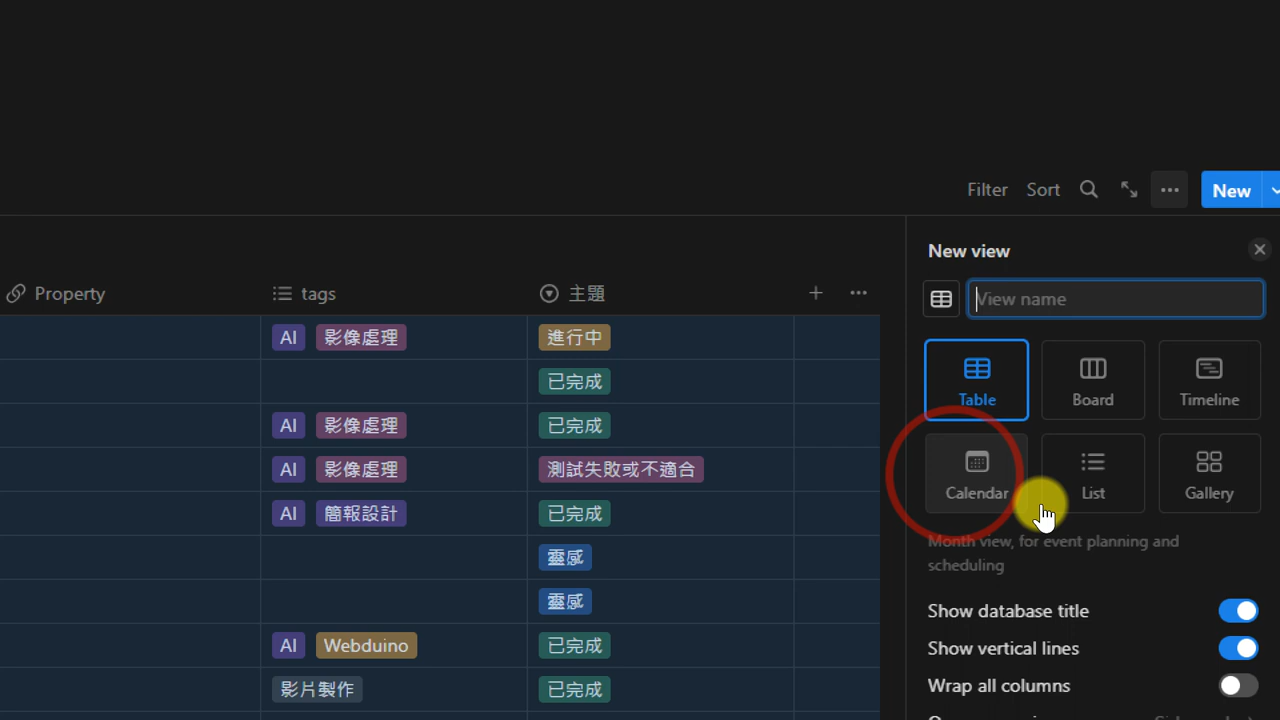 Filter Sort New
New view
Property tags 主題
View name
AI 影像處理 進行中
已完成
Table Board Timeline
AI 影像處理 已完成
AI 影像處理 測試失敗或不適合
Calendar List Gallery
AI 簡報設計 已完成
Month view, for event planning and
scheduling
靈感
靈感
Show database title
AI Webduino 已完成
Show vertical lines
影片製作 已完成
Wrap all columns